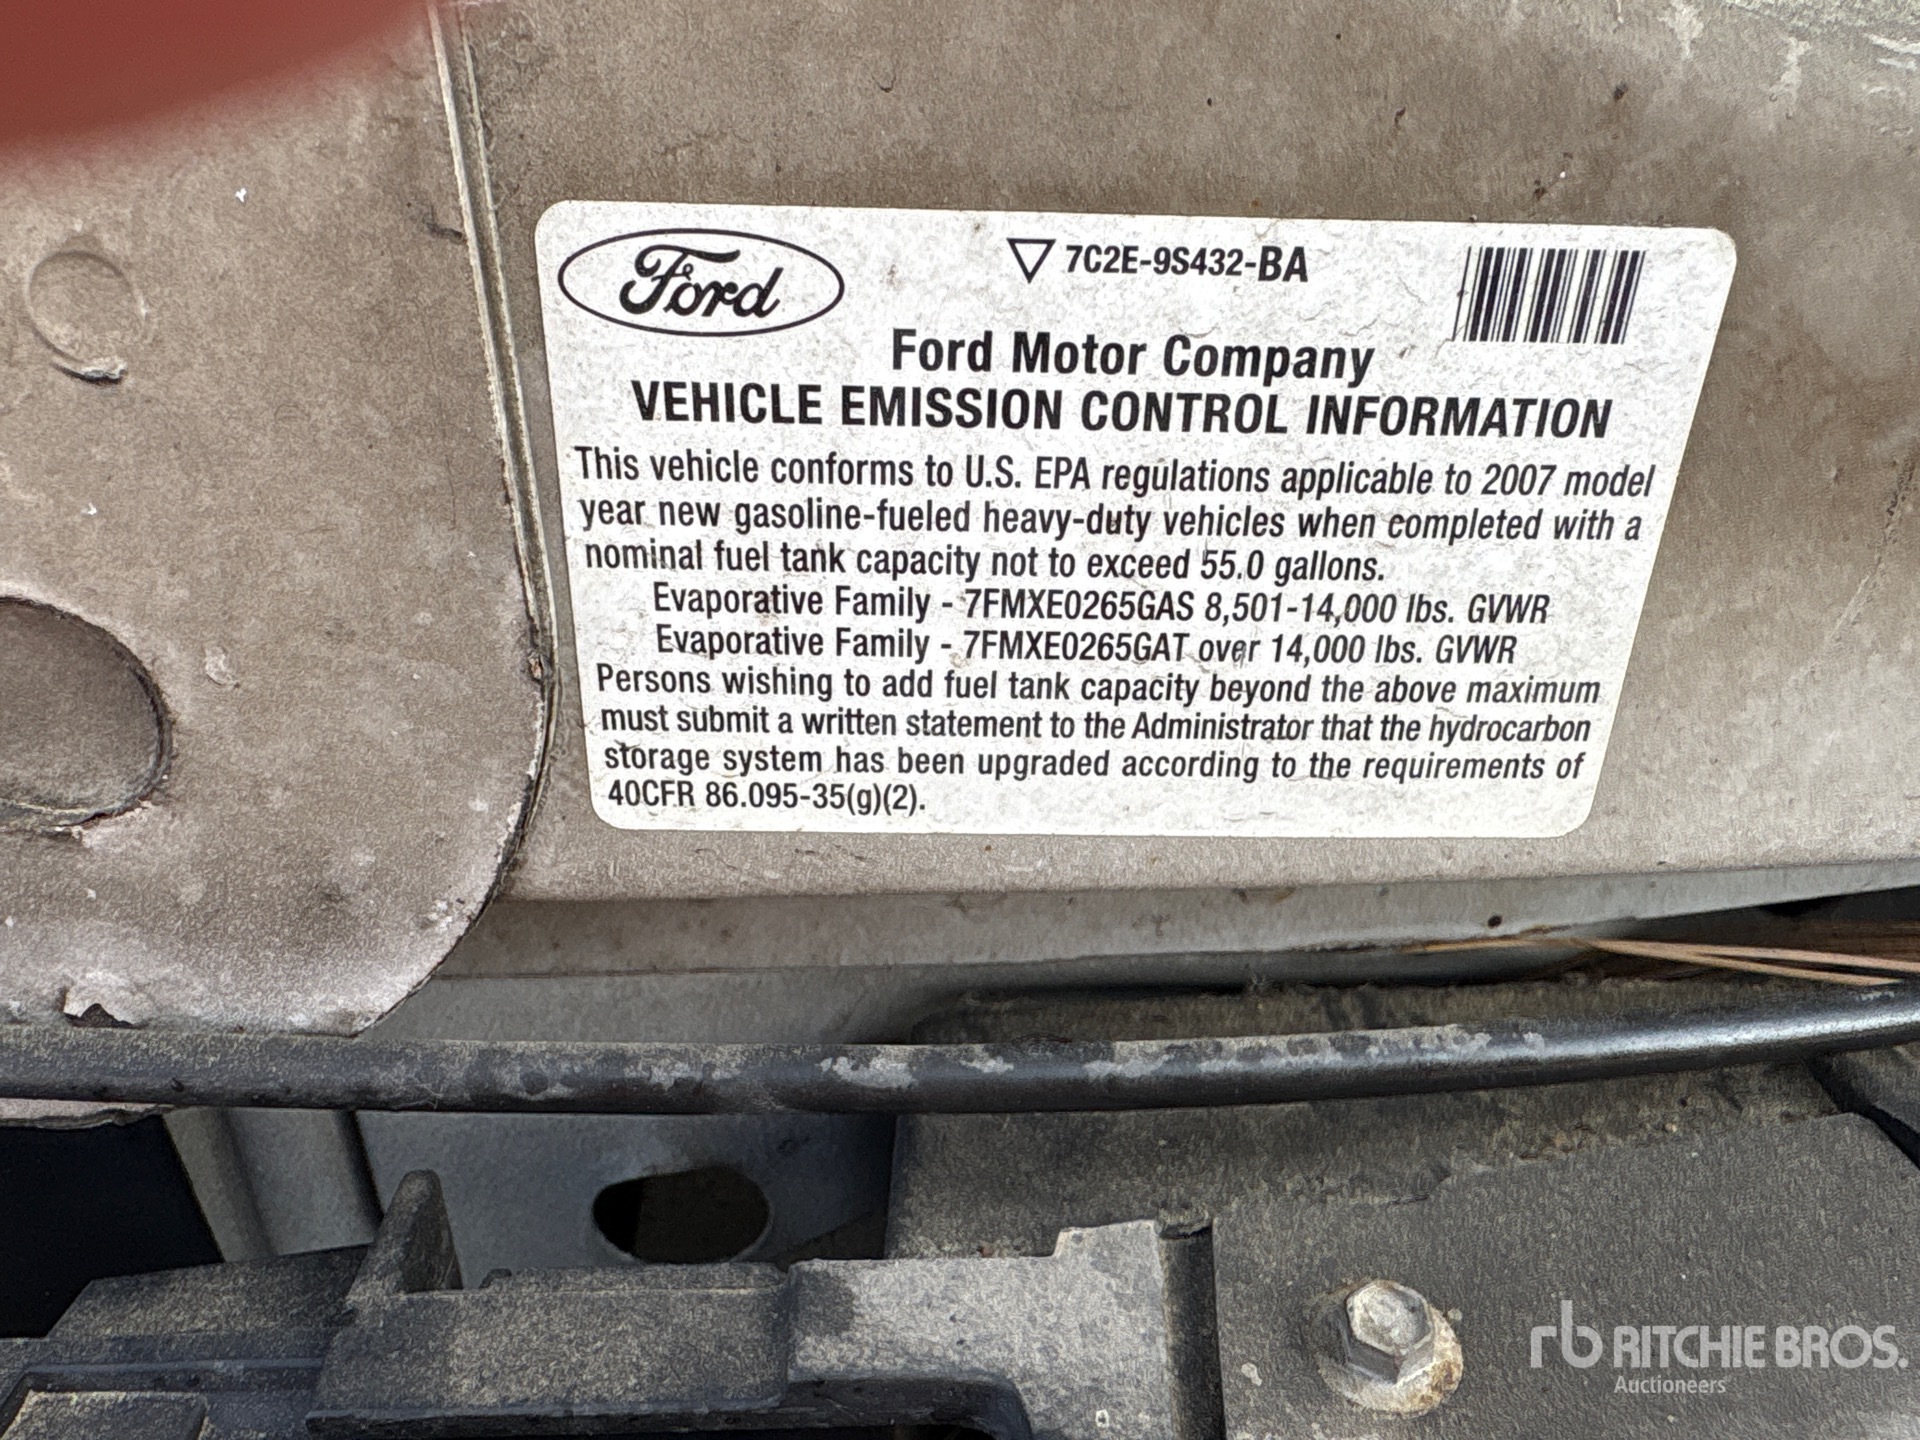 Ford
7C2E-9S432-BA
Ford Motor Company
VEHICLE EMISSION CONTROL INFORMATION
This vehicle conforms to U.S. EPA regulations applicable to 2007 model
year new gasoline-fueled heavy-duty vehicles when completed with a
nominal fuel tank capacity not to exceed 55.0 gallons.
Evaporative Family - 7FMXE0265GAS 8,501-14,000 lbs. GVWR
Evaporative Family - 7FMXE0265GAT over 14,000 lbs. GVWR
Persons wishing to add fuel tank capacity beyond the above maximum
must submit a written statement to the Administrator that the hydrocarbon
storage system has been upgraded according to the requirements of
40CFR 86.095-35(g)(2).
rb RITCHIE BROS.
Auctioneers